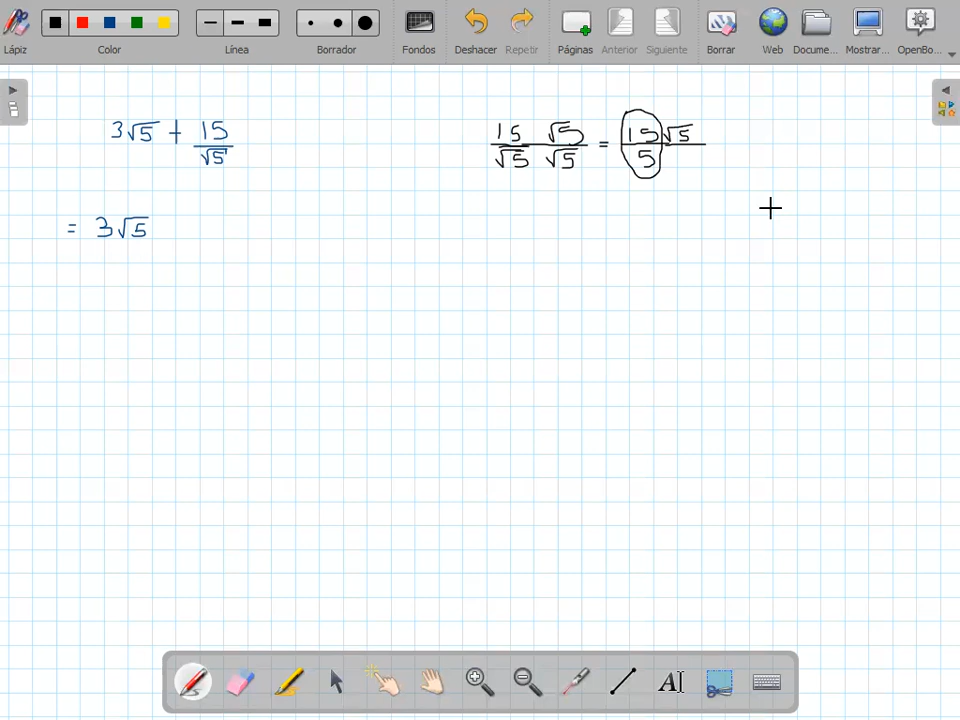 Lápiz Color Línea Borrador Fondos Deshacer Repetir Páginas Anterior Siguiente Borrar Web Docume... Mostrar... OpenBo...
3√5 + 15/√5
15/√5 √5/√5 = 15√5/5
= 3√5
A